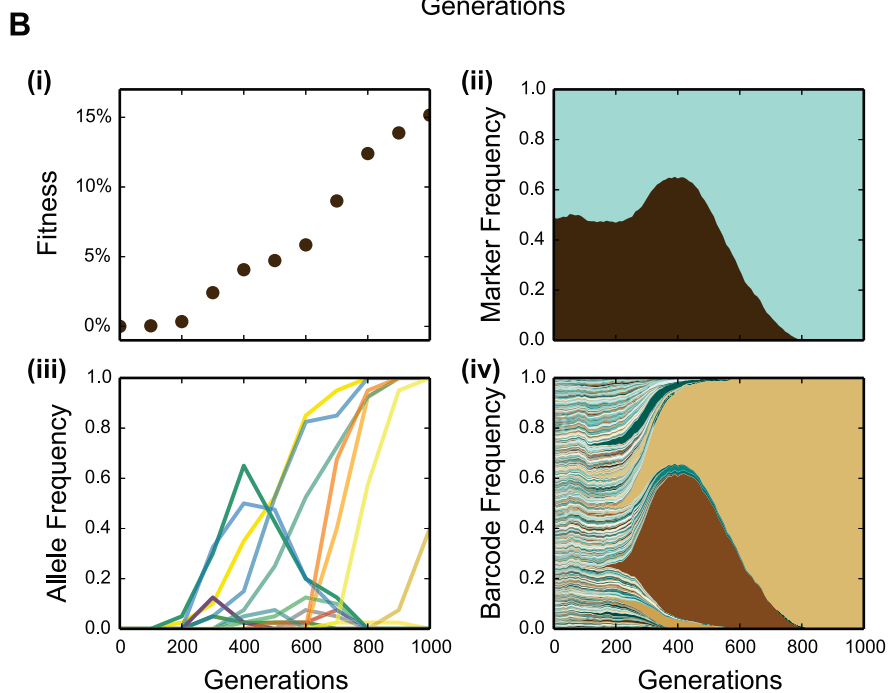 Generations
B
(i)
15%
10%
5%
0%
Fitness
(ii)
1.0
0.8
0.6
0.4
0.2
0.0
Marker Frequency
(iii)
1.0
0.8
0.6
0.4
0.2
0.0
Allele Frequency
0 200 400 600 800 1000
Generations
(iv)
1.0
0.8
0.6
0.4
0.2
0.0
Barcode Frequency
0 200 400 600 800 1000
Generations